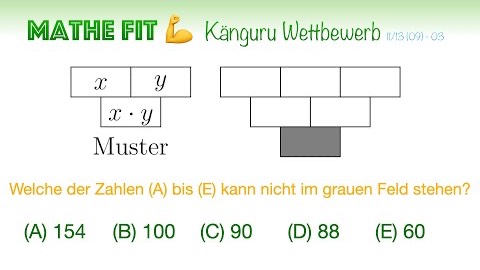 MATHE FIT 💪 Känguru Wettbewerb 11/13 (09) - 03
x y
x · y
Muster
Welche der Zahlen (A) bis (E) kann nicht im grauen Feld stehen?
(A) 154 (B) 100 (C) 90 (D) 88 (E) 60